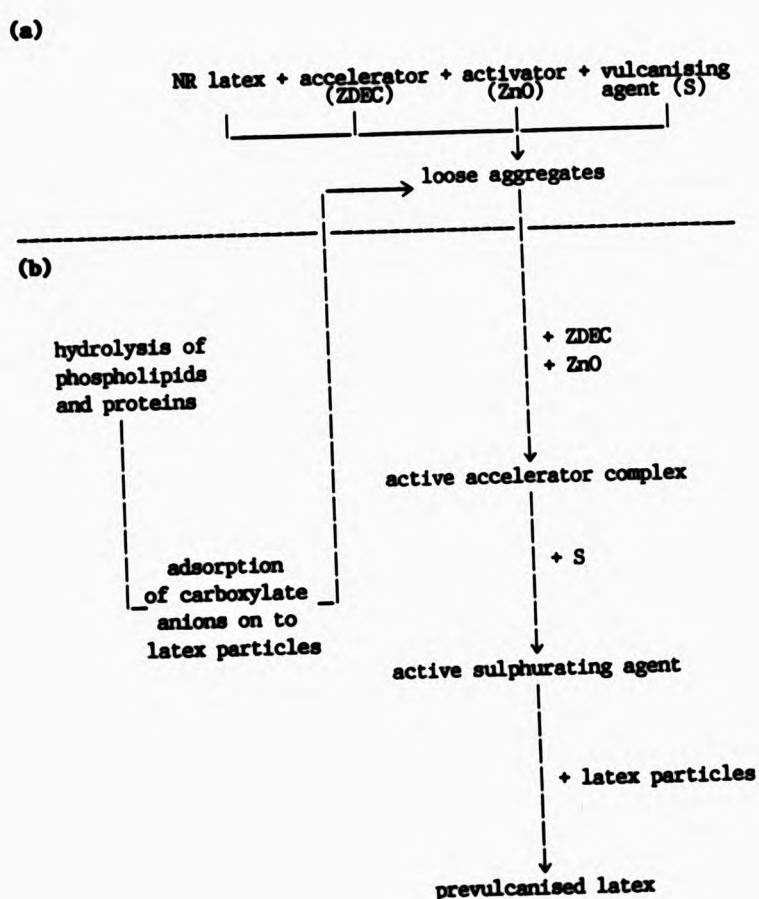 (a)
NR latex + accelerator + activator + vulcanising
(ZDEC) (ZnO) agent (S)
loose aggregates
(b)
+ ZDEC
+ ZnO
hydrolysis of
phospholipids
and proteins
active accelerator complex
+ S
adsorption
of carboxylate
anions on to
latex particles
active sulphurating agent
+ latex particles
prevulcanised latex